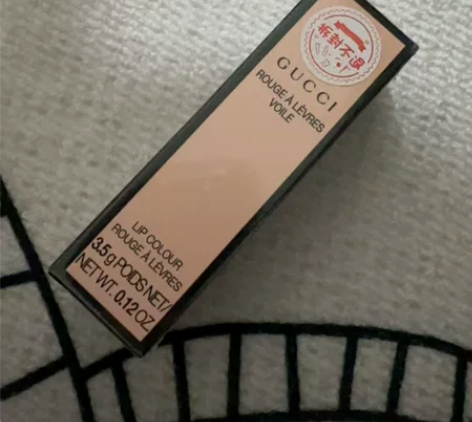 拆封不退
GUCCI
ROUGE À LÈVRES
VOILE
LIP COLOUR
ROUGE À LÈVRES
3.5 g POIDS NET/
NET WT. 0.12 OZ.